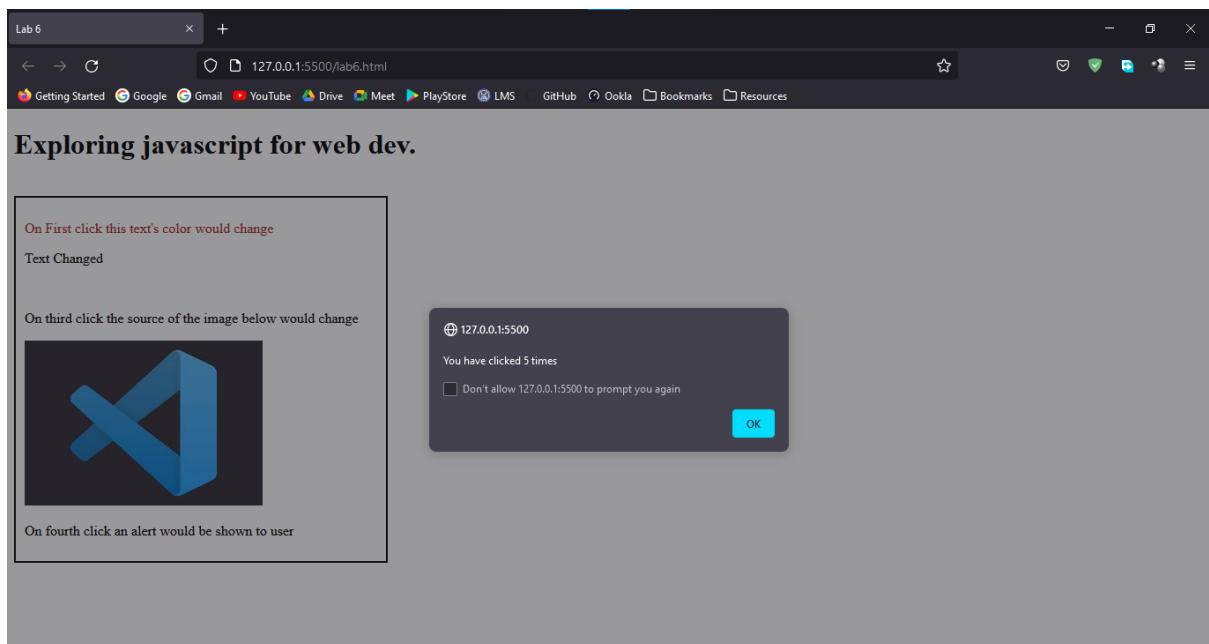 Lab 6
127.0.0.1:5500/lab6.html
Getting Started Google Gmail YouTube Drive Meet PlayStore LMS GitHub Ookla Bookmarks Resources
Exploring javascript for web dev.
On First click this text's color would change
Text Changed
On third click the source of the image below would change
On fourth click an alert would be shown to user
127.0.0.1:5500
You have clicked 5 times
Don't allow 127.0.0.1:5500 to prompt you again
OK